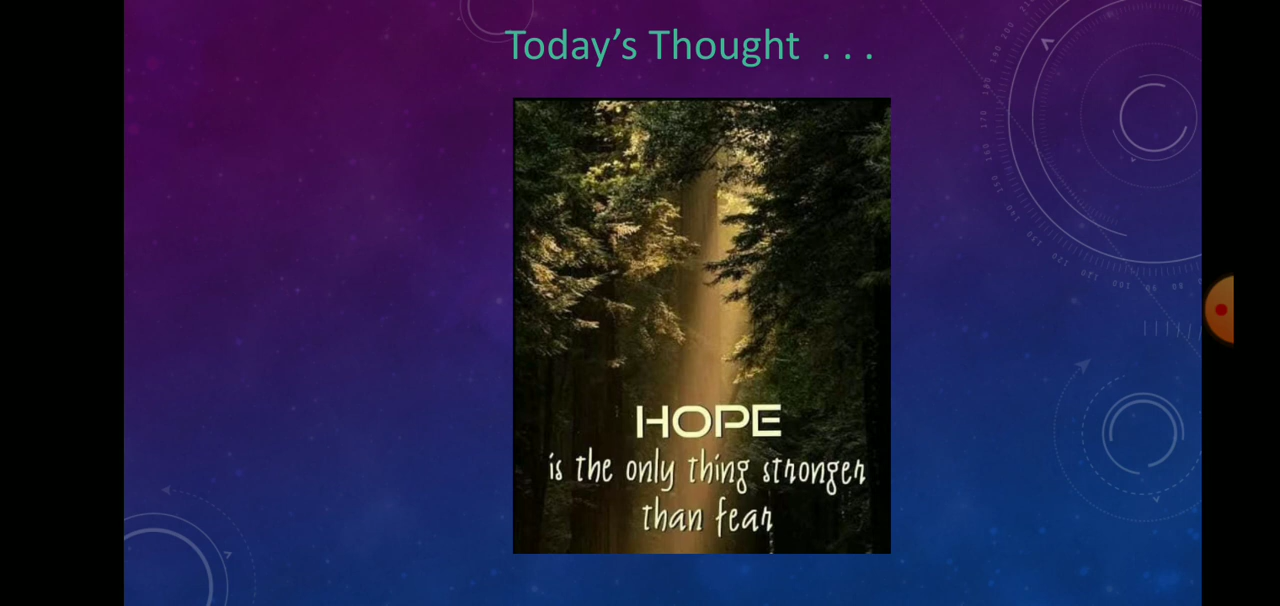 Today's Thought . . .
HOPE
is the only thing stronger
than fear